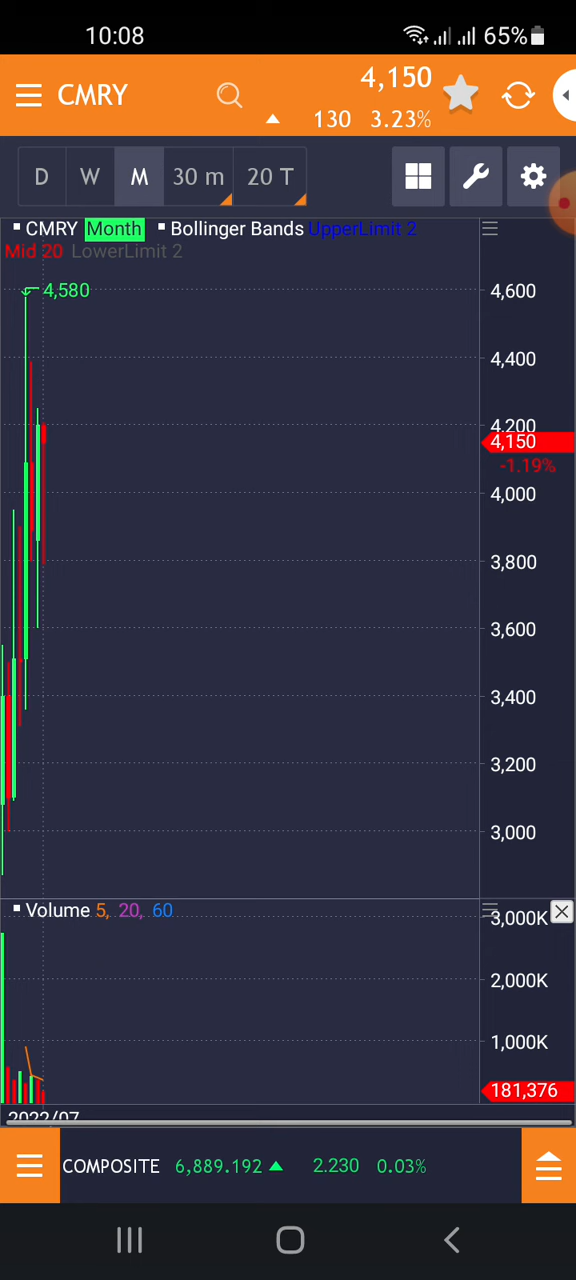 10:08 65%
CMRY 4,150
130 3.23%
D W M 30 m 20 T
CMRY Month Bollinger Bands UpperLimit 2
Mid 20 LowerLimit 2
4,580
4,600
4,400
4,200
4,150
-1.19%
4,000
3,800
3,600
3,400
3,200
3,000
Volume 5, 20, 60
3,000K
2,000K
1,000K
181,376
2022/07
COMPOSITE 6,889.192 2.230 0.03%